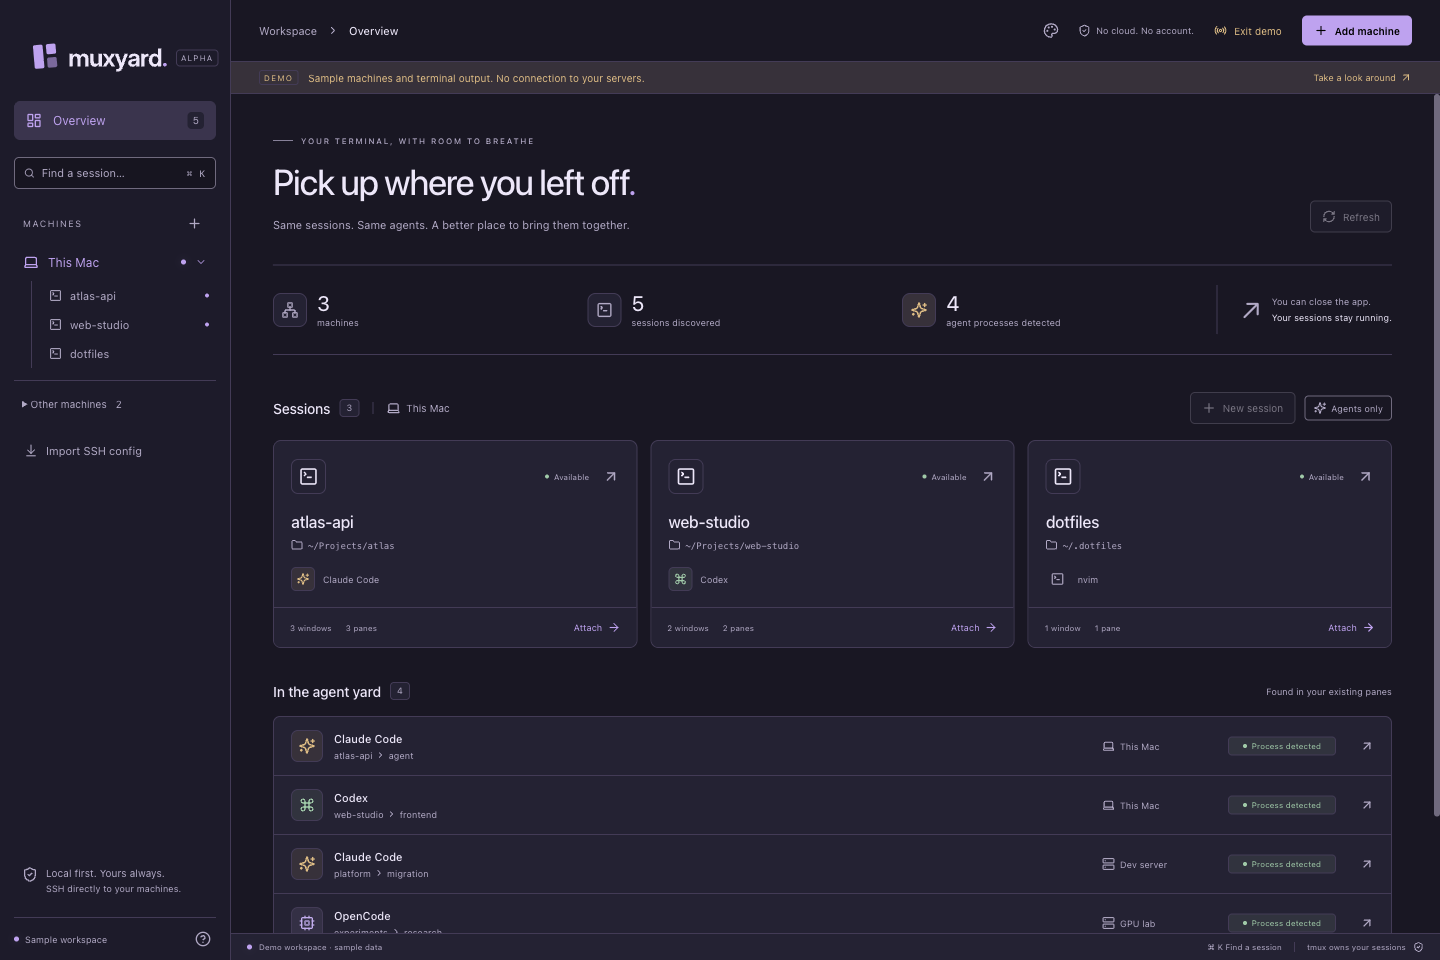 muxyard.
ALPHA
Overview
5
Find a session...
⌘ K
MACHINES
This Mac
atlas-api
web-studio
dotfiles
Other machines 2
Import SSH config
Local first. Yours always.
SSH directly to your machines.
Sample workspace
Workspace > Overview
No cloud. No account.
Exit demo
+ Add machine
DEMO
Sample machines and terminal output. No connection to your servers.
Take a look around
YOUR TERMINAL, WITH ROOM TO BREATHE
Pick up where you left off.
Same sessions. Same agents. A better place to bring them together.
Refresh
3
machines
5
sessions discovered
4
agent processes detected
You can close the app.
Your sessions stay running.
Sessions 3
This Mac
+ New session
Agents only
Available
atlas-api
~/Projects/atlas
Claude Code
3 windows 3 panes
Attach
Available
web-studio
~/Projects/web-studio
Codex
2 windows 2 panes
Attach
Available
dotfiles
~/.dotfiles
nvim
1 window 1 pane
Attach
In the agent yard 4
Found in your existing panes
Claude Code
atlas-api > agent
This Mac
Process detected
Codex
web-studio > frontend
This Mac
Process detected
Claude Code
platform > migration
Dev server
Process detected
OpenCode
experiments > research
GPU lab
Process detected
Demo workspace · sample data
⌘ K Find a session
tmux owns your sessions